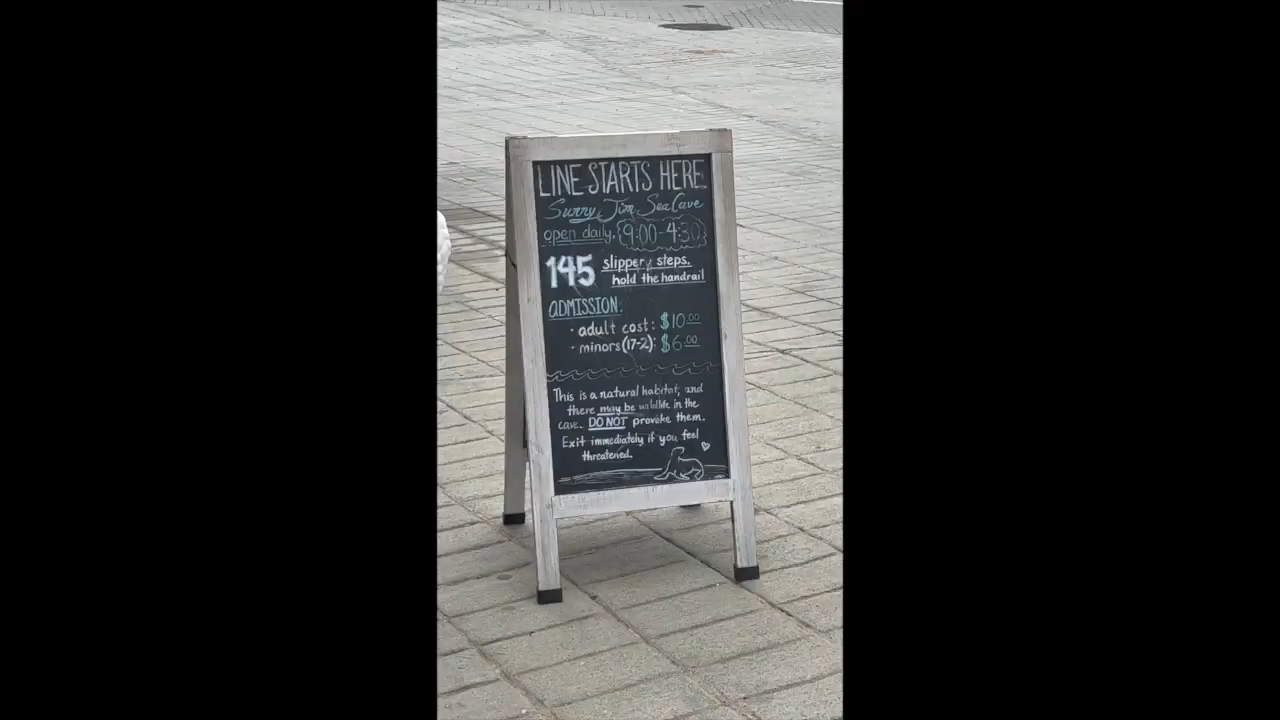 LINE STARTS HERE
Sunny Jim Sea Cave
open daily, 9:00-4:30
145 slippery steps,
hold the handrail
ADMISSION:
· adult cost: $10.00
· minors(17-2): $6.00
This is a natural habitat, and
there may be wildlife in the
cave. DO NOT provoke them.
Exit immediately if you feel
threatened.